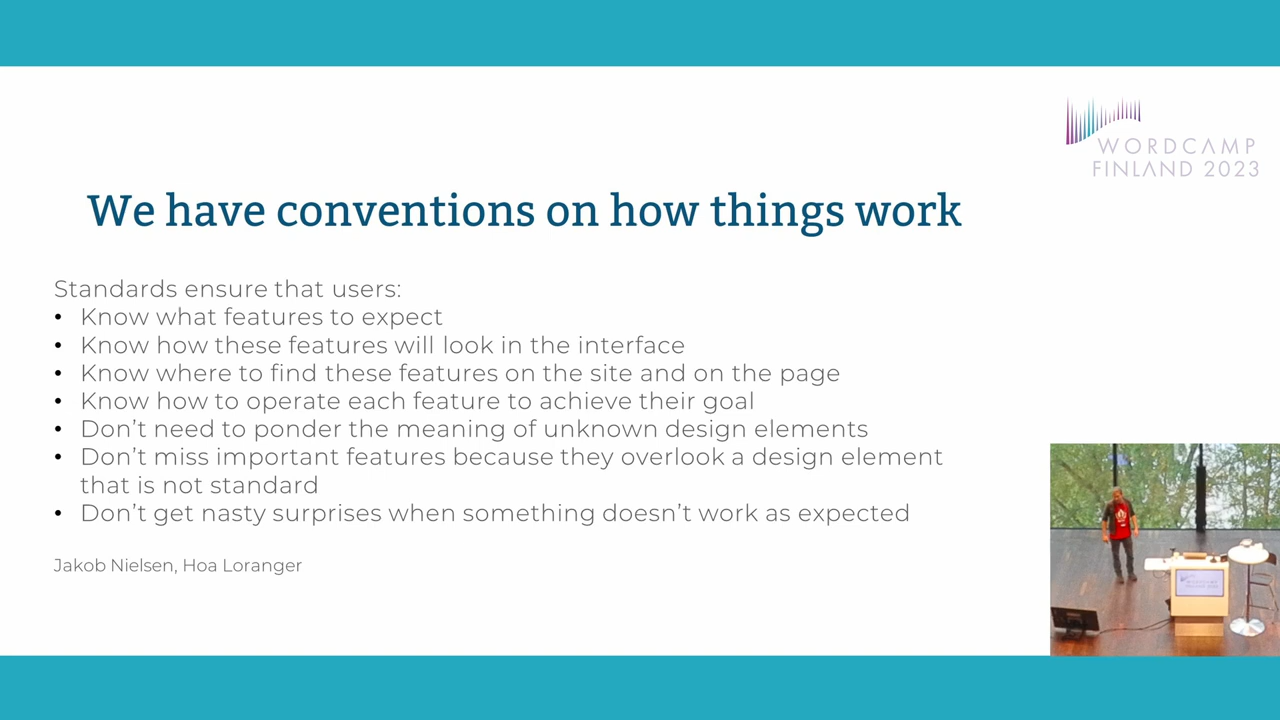 WORDCAMP
FINLAND 2023
We have conventions on how things work
Standards ensure that users:
• Know what features to expect
• Know how these features will look in the interface
• Know where to find these features on the site and on the page
• Know how to operate each feature to achieve their goal
• Don’t need to ponder the meaning of unknown design elements
• Don’t miss important features because they overlook a design element
that is not standard
• Don’t get nasty surprises when something doesn’t work as expected
Jakob Nielsen, Hoa Loranger